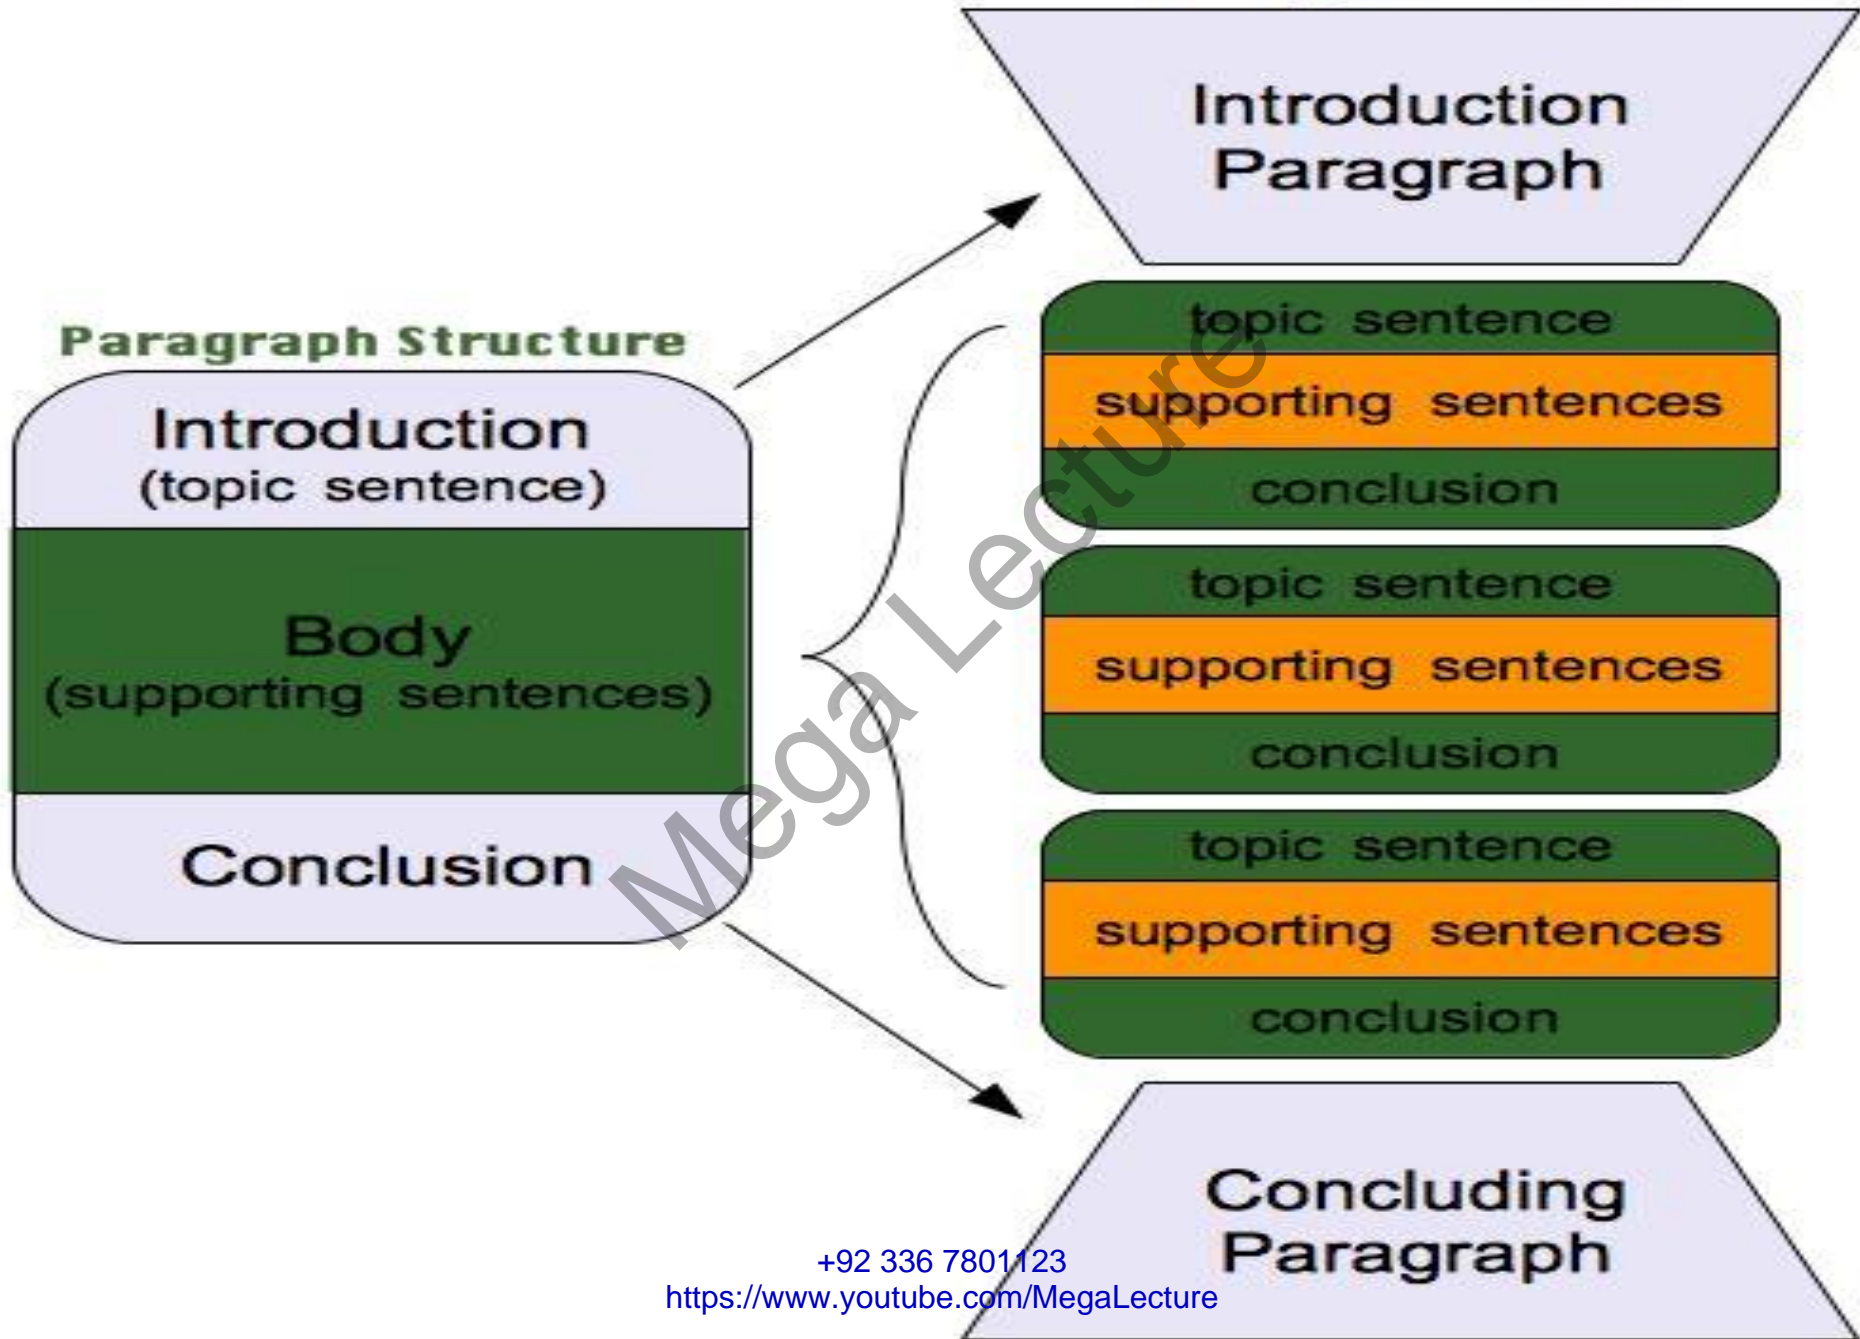 Paragraph Structure
Introduction
(topic sentence)
Body
(supporting sentences)
Conclusion
Introduction
Paragraph
topic sentence
supporting sentences
conclusion
topic sentence
supporting sentences
conclusion
topic sentence
supporting sentences
conclusion
Concluding
Paragraph
Mega Lecture
+92 336 7801123
https://www.youtube.com/MegaLecture